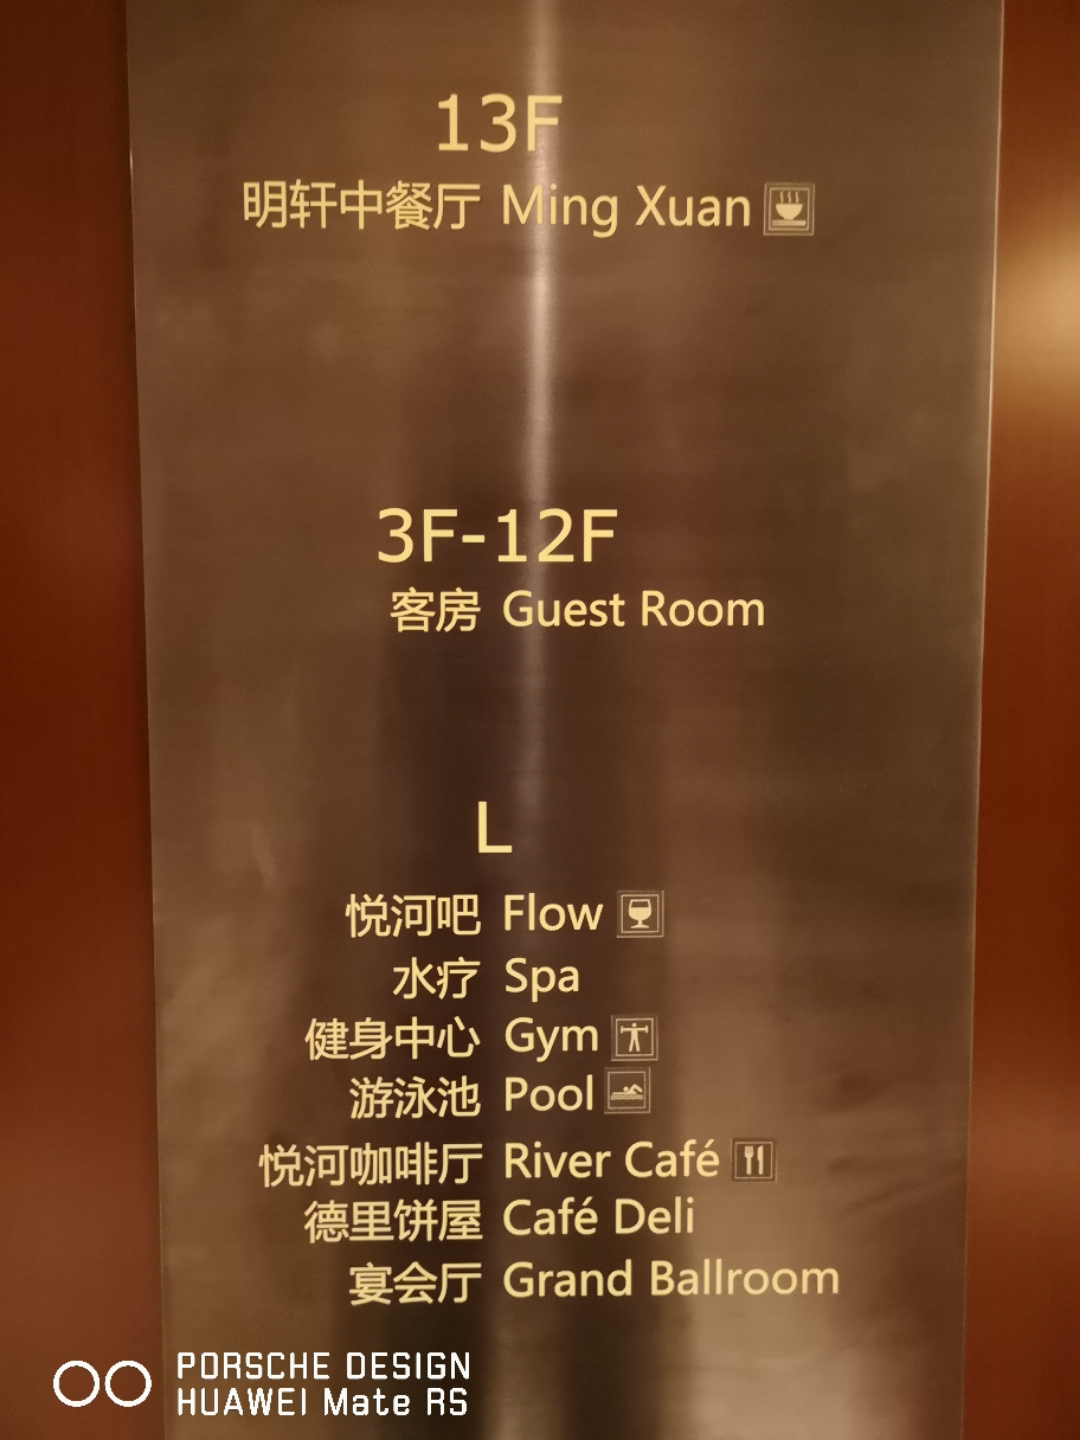 13F
明轩中餐厅 Ming Xuan
3F-12F
客房 Guest Room
L
悦河吧 Flow
水疗 Spa
健身中心 Gym
游泳池 Pool
悦河咖啡厅 River Café
德里饼屋 Café Deli
宴会厅 Grand Ballroom
PORSCHE DESIGN
HUAWEI Mate RS